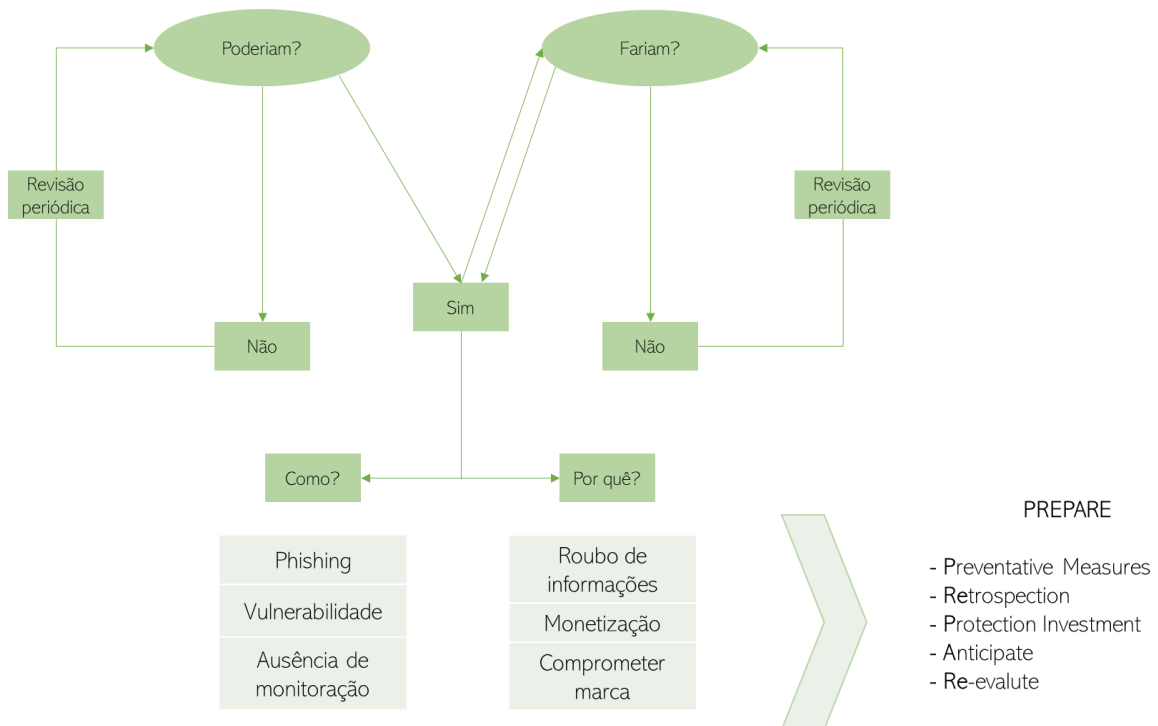 Poderiam?
Fariam?
Revisão
periódica
Revisão
periódica
Sim
Não
Não
Como?
Por quê?
Phishing
Vulnerabilidade
Ausência de
monitoração
Roubo de
informações
Monetização
Comprometer
marca
PREPARE
- Preventative Measures
- Retrospection
- Protection Investment
- Anticipate
- Re-evalute